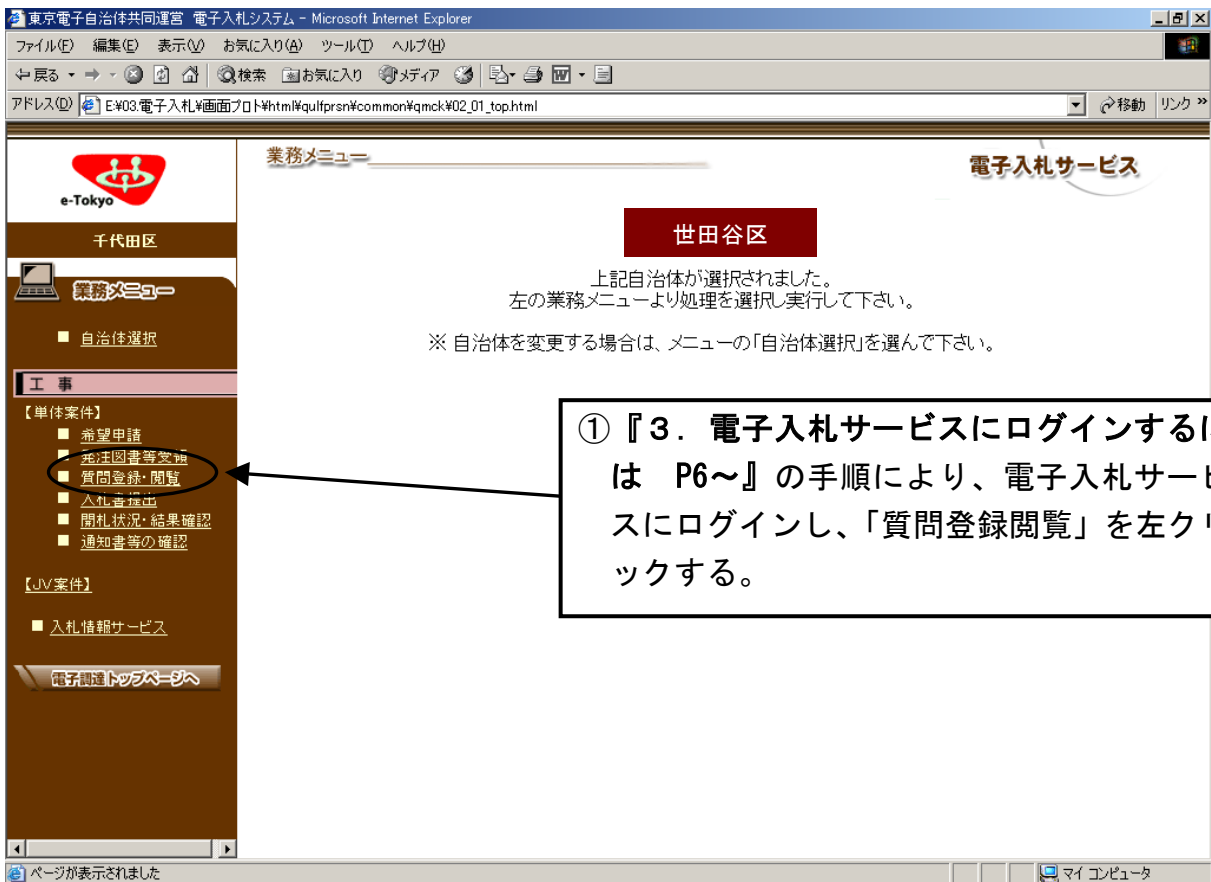 東京電子自治体共同運営 電子入札システム - Microsoft Internet Explorer
ファイル(F) 編集(E) 表示(V) お気に入り(A) ツール(T) ヘルプ(H)
戻る 検索 お気に入り メディア
アドレス(D) E:¥03.電子入札¥画面プロト¥html¥qulfprsn¥common¥qmck¥02_01_top.html 移動 リンク »
e-Tokyo
千代田区
業務メニュー
自治体選択
工 事
【単体案件】
希望申請
発注図書等受領
質問登録・閲覧
入札書提出
開札状況・結果確認
通知書等の確認
【JV案件】
入札情報サービス
電子調達トップページへ
業務メニュー
電子入札サービス
世田谷区
上記自治体が選択されました。
左の業務メニューより処理を選択し実行して下さい。
※ 自治体を変更する場合は、メニューの「自治体選択」を選んで下さい。
①『3．電子入札サービスにログインするに
は P6～』の手順により、電子入札サービ
スにログインし、「質問登録閲覧」を左クリ
ックする。
ページが表示されました
マイ コンピュータ